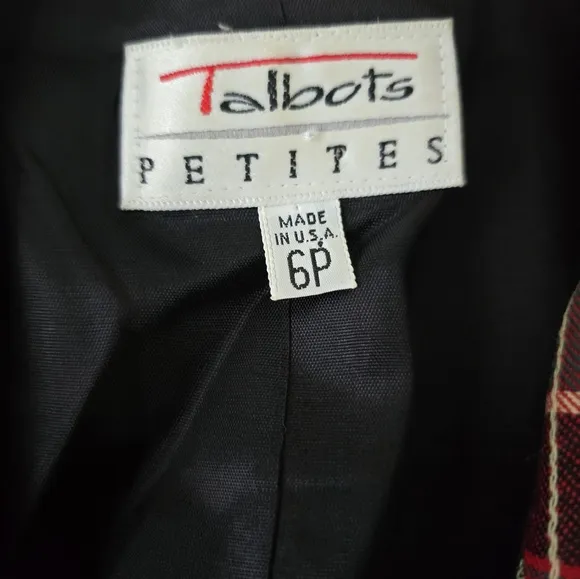 Talbots
PETITES
MADE
IN U.S.A.
6P